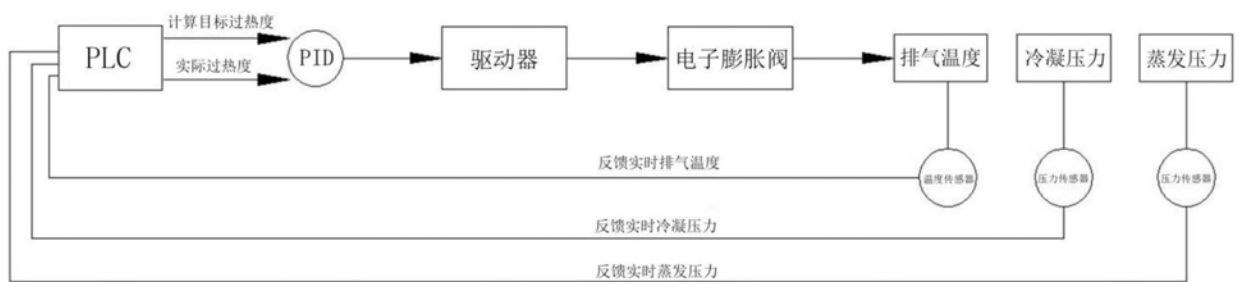 计算目标过热度
PLC
实际过热度
PID
驱动器
电子膨胀阀
排气温度
冷凝压力
蒸发压力
反馈实时排气温度
温度传感器
压力传感器
压力传感器
反馈实时冷凝压力
反馈实时蒸发压力